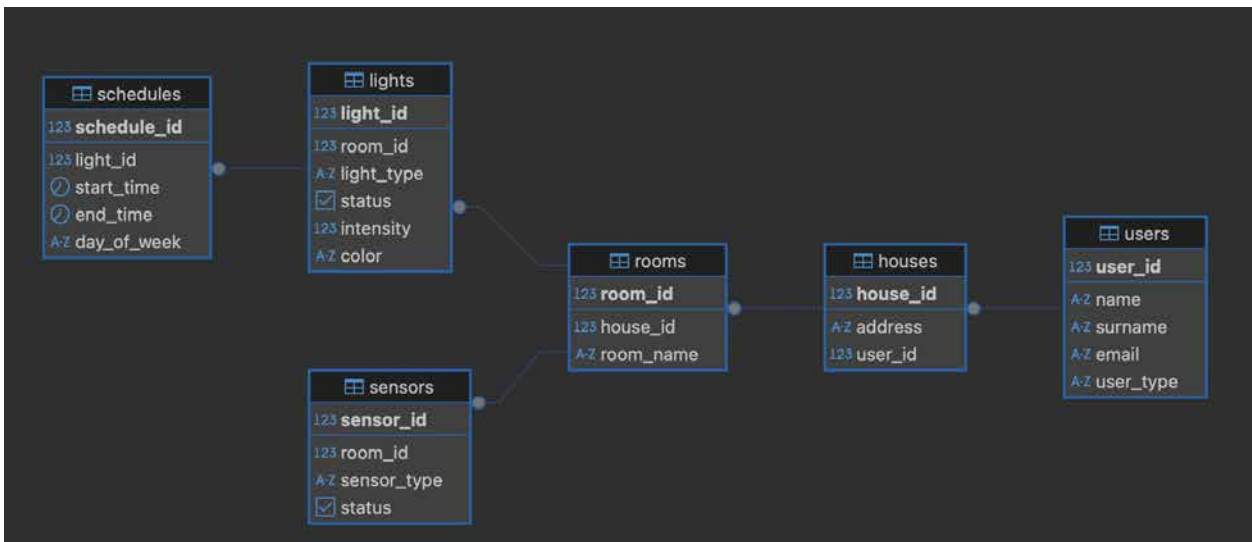 schedules
123 schedule_id
123 light_id
start_time
end_time
A-Z day_of_week
lights
123 light_id
123 room_id
A-Z light_type
status
123 intensity
A-Z color
sensors
123 sensor_id
123 room_id
A-Z sensor_type
status
rooms
123 room_id
123 house_id
A-Z room_name
houses
123 house_id
A-Z address
123 user_id
users
123 user_id
A-Z name
A-Z surname
A-Z email
A-Z user_type